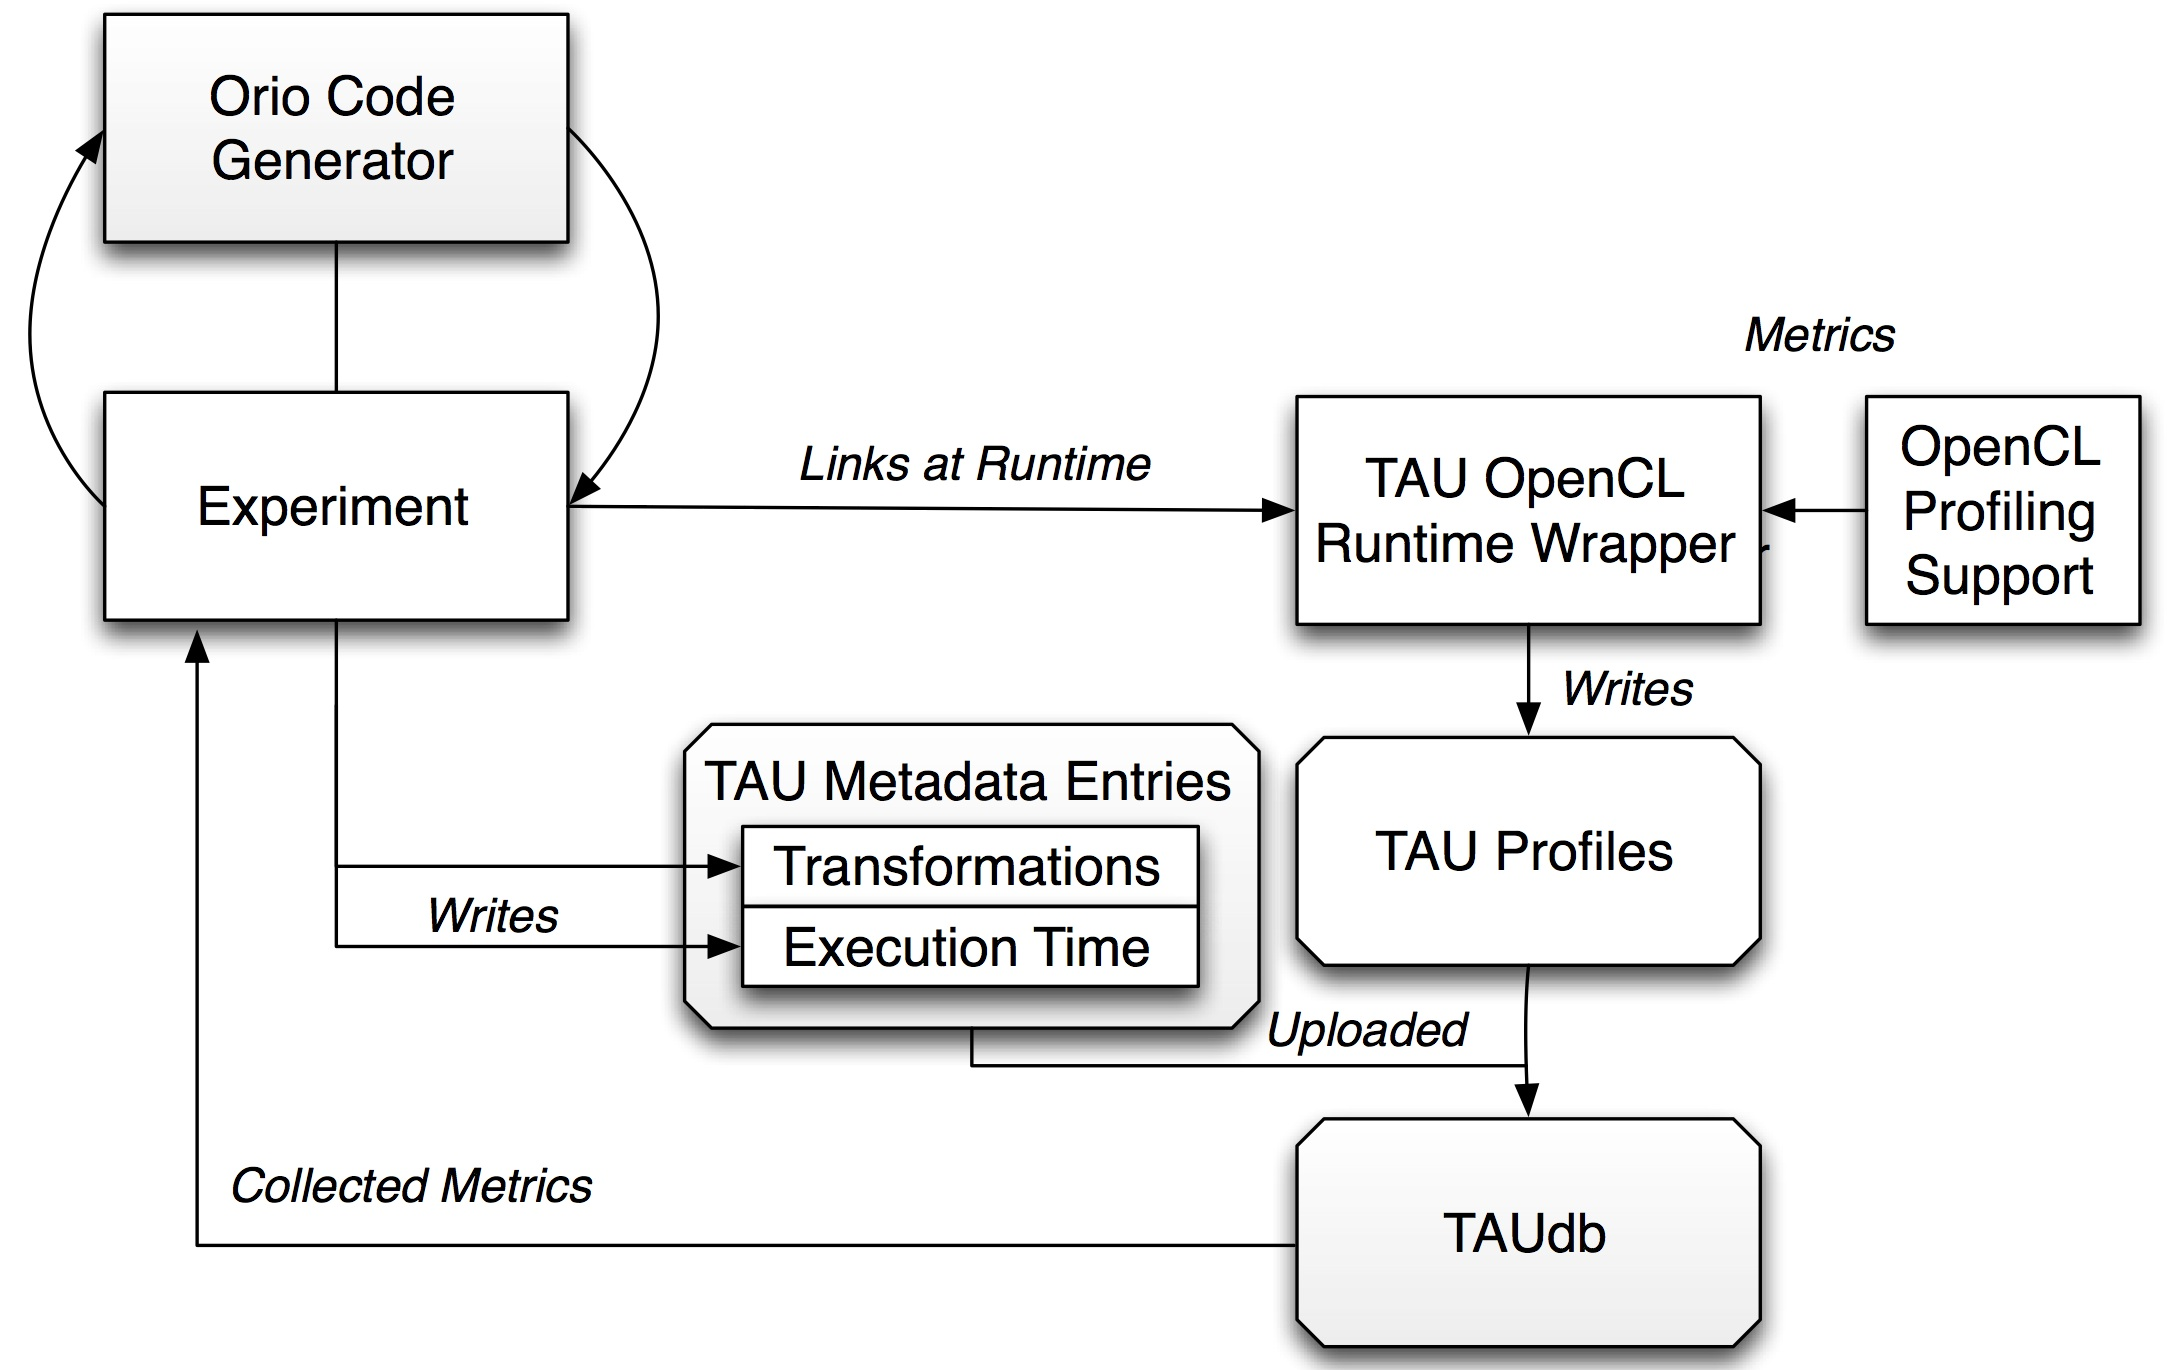 Orio Code
Generator
Metrics
Experiment
Links at Runtime
TAU OpenCL
Runtime Wrapper
OpenCL
Profiling
Support
Writes
TAU Metadata Entries
Transformations
Execution Time
Writes
TAU Profiles
Uploaded
Collected Metrics
TAUdb